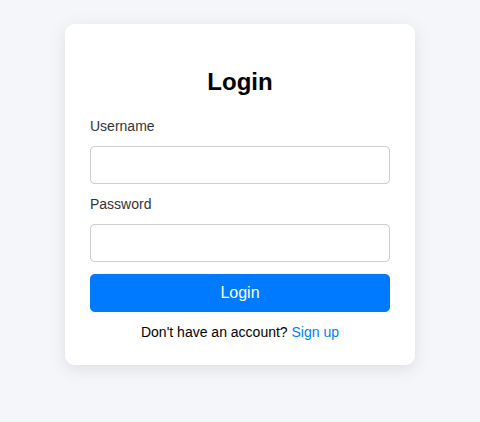 Login
Username
Password
Login
Don't have an account? Sign up